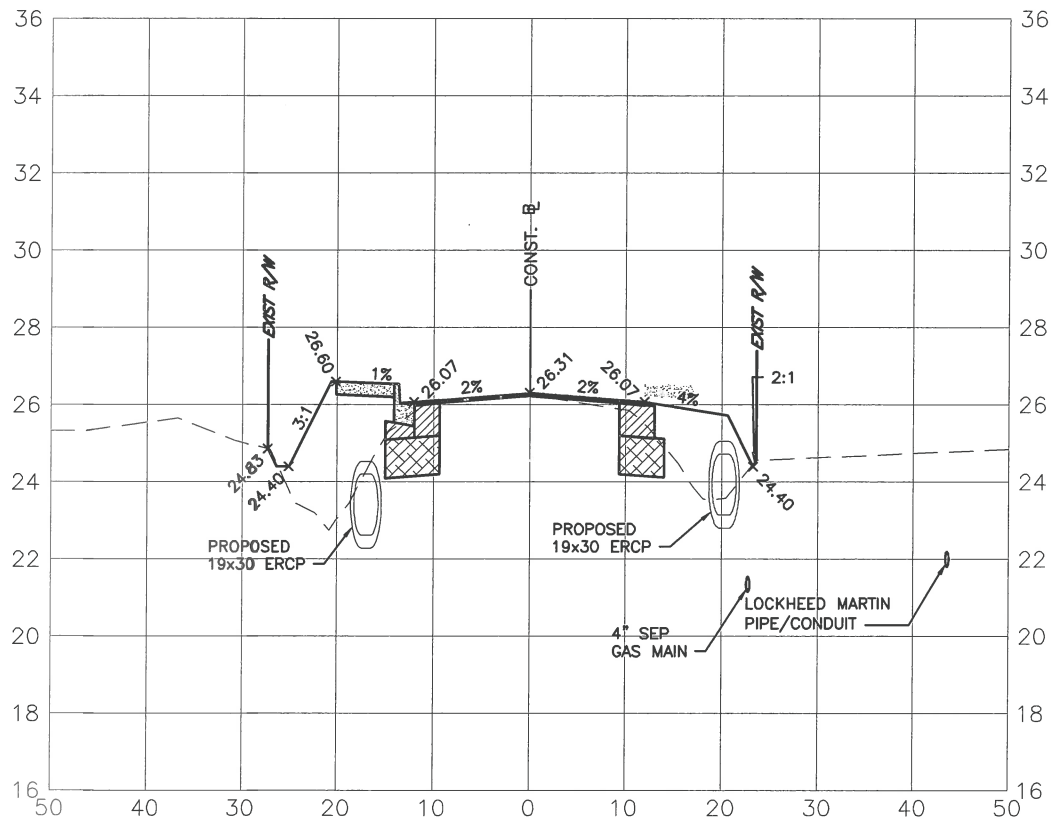 36 36
34 34
32 32
30 30
28 28
26 26
24 24
22 22
20 20
18 18
16 16
50 40 30 20 10 0 10 20 30 40 50
CONST. BL
EXIST R/W
EXIST R/W
26.60
1%
26.07
2%
26.31
2%
26.07
4%
2:1
3:1
24.83
24.40
24.40
PROPOSED
19x30 ERCP
PROPOSED
19x30 ERCP
4" SEP
GAS MAIN
LOCKHEED MARTIN
PIPE/CONDUIT